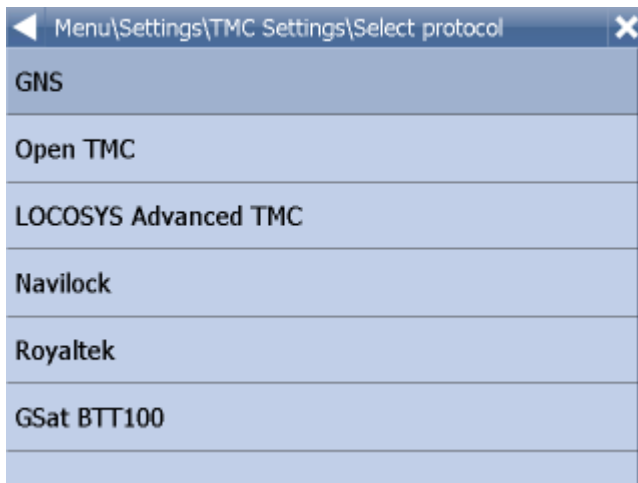 Menu\Settings\TMC Settings\Select protocol
GNS
Open TMC
LOCOSYS Advanced TMC
Navilock
Royaltek
GSat BTT100